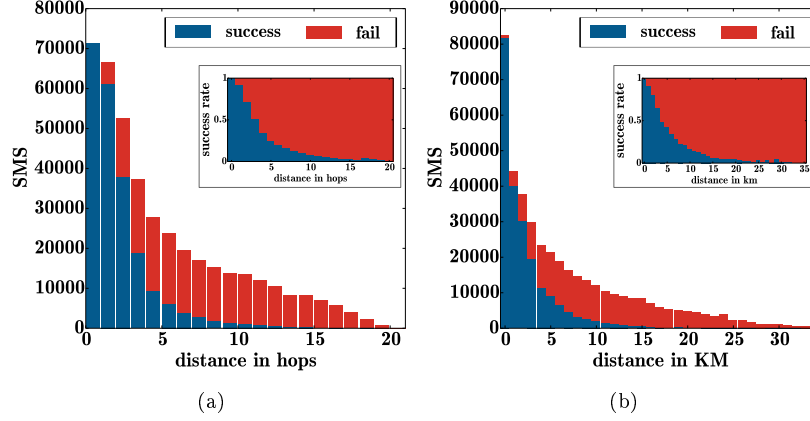 80000
70000
60000
50000
40000
30000
20000
10000
0
SMS
success fail
1
0.5
0
success rate
0 5 10 15 20
distance in hops
0 5 10 15 20
distance in hops
(a)
90000
80000
70000
60000
50000
40000
30000
20000
10000
0
SMS
success fail
1
0.5
0
success rate
0 5 10 15 20 25 30 35
distance in km
0 5 10 15 20 25 30
distance in KM
(b)